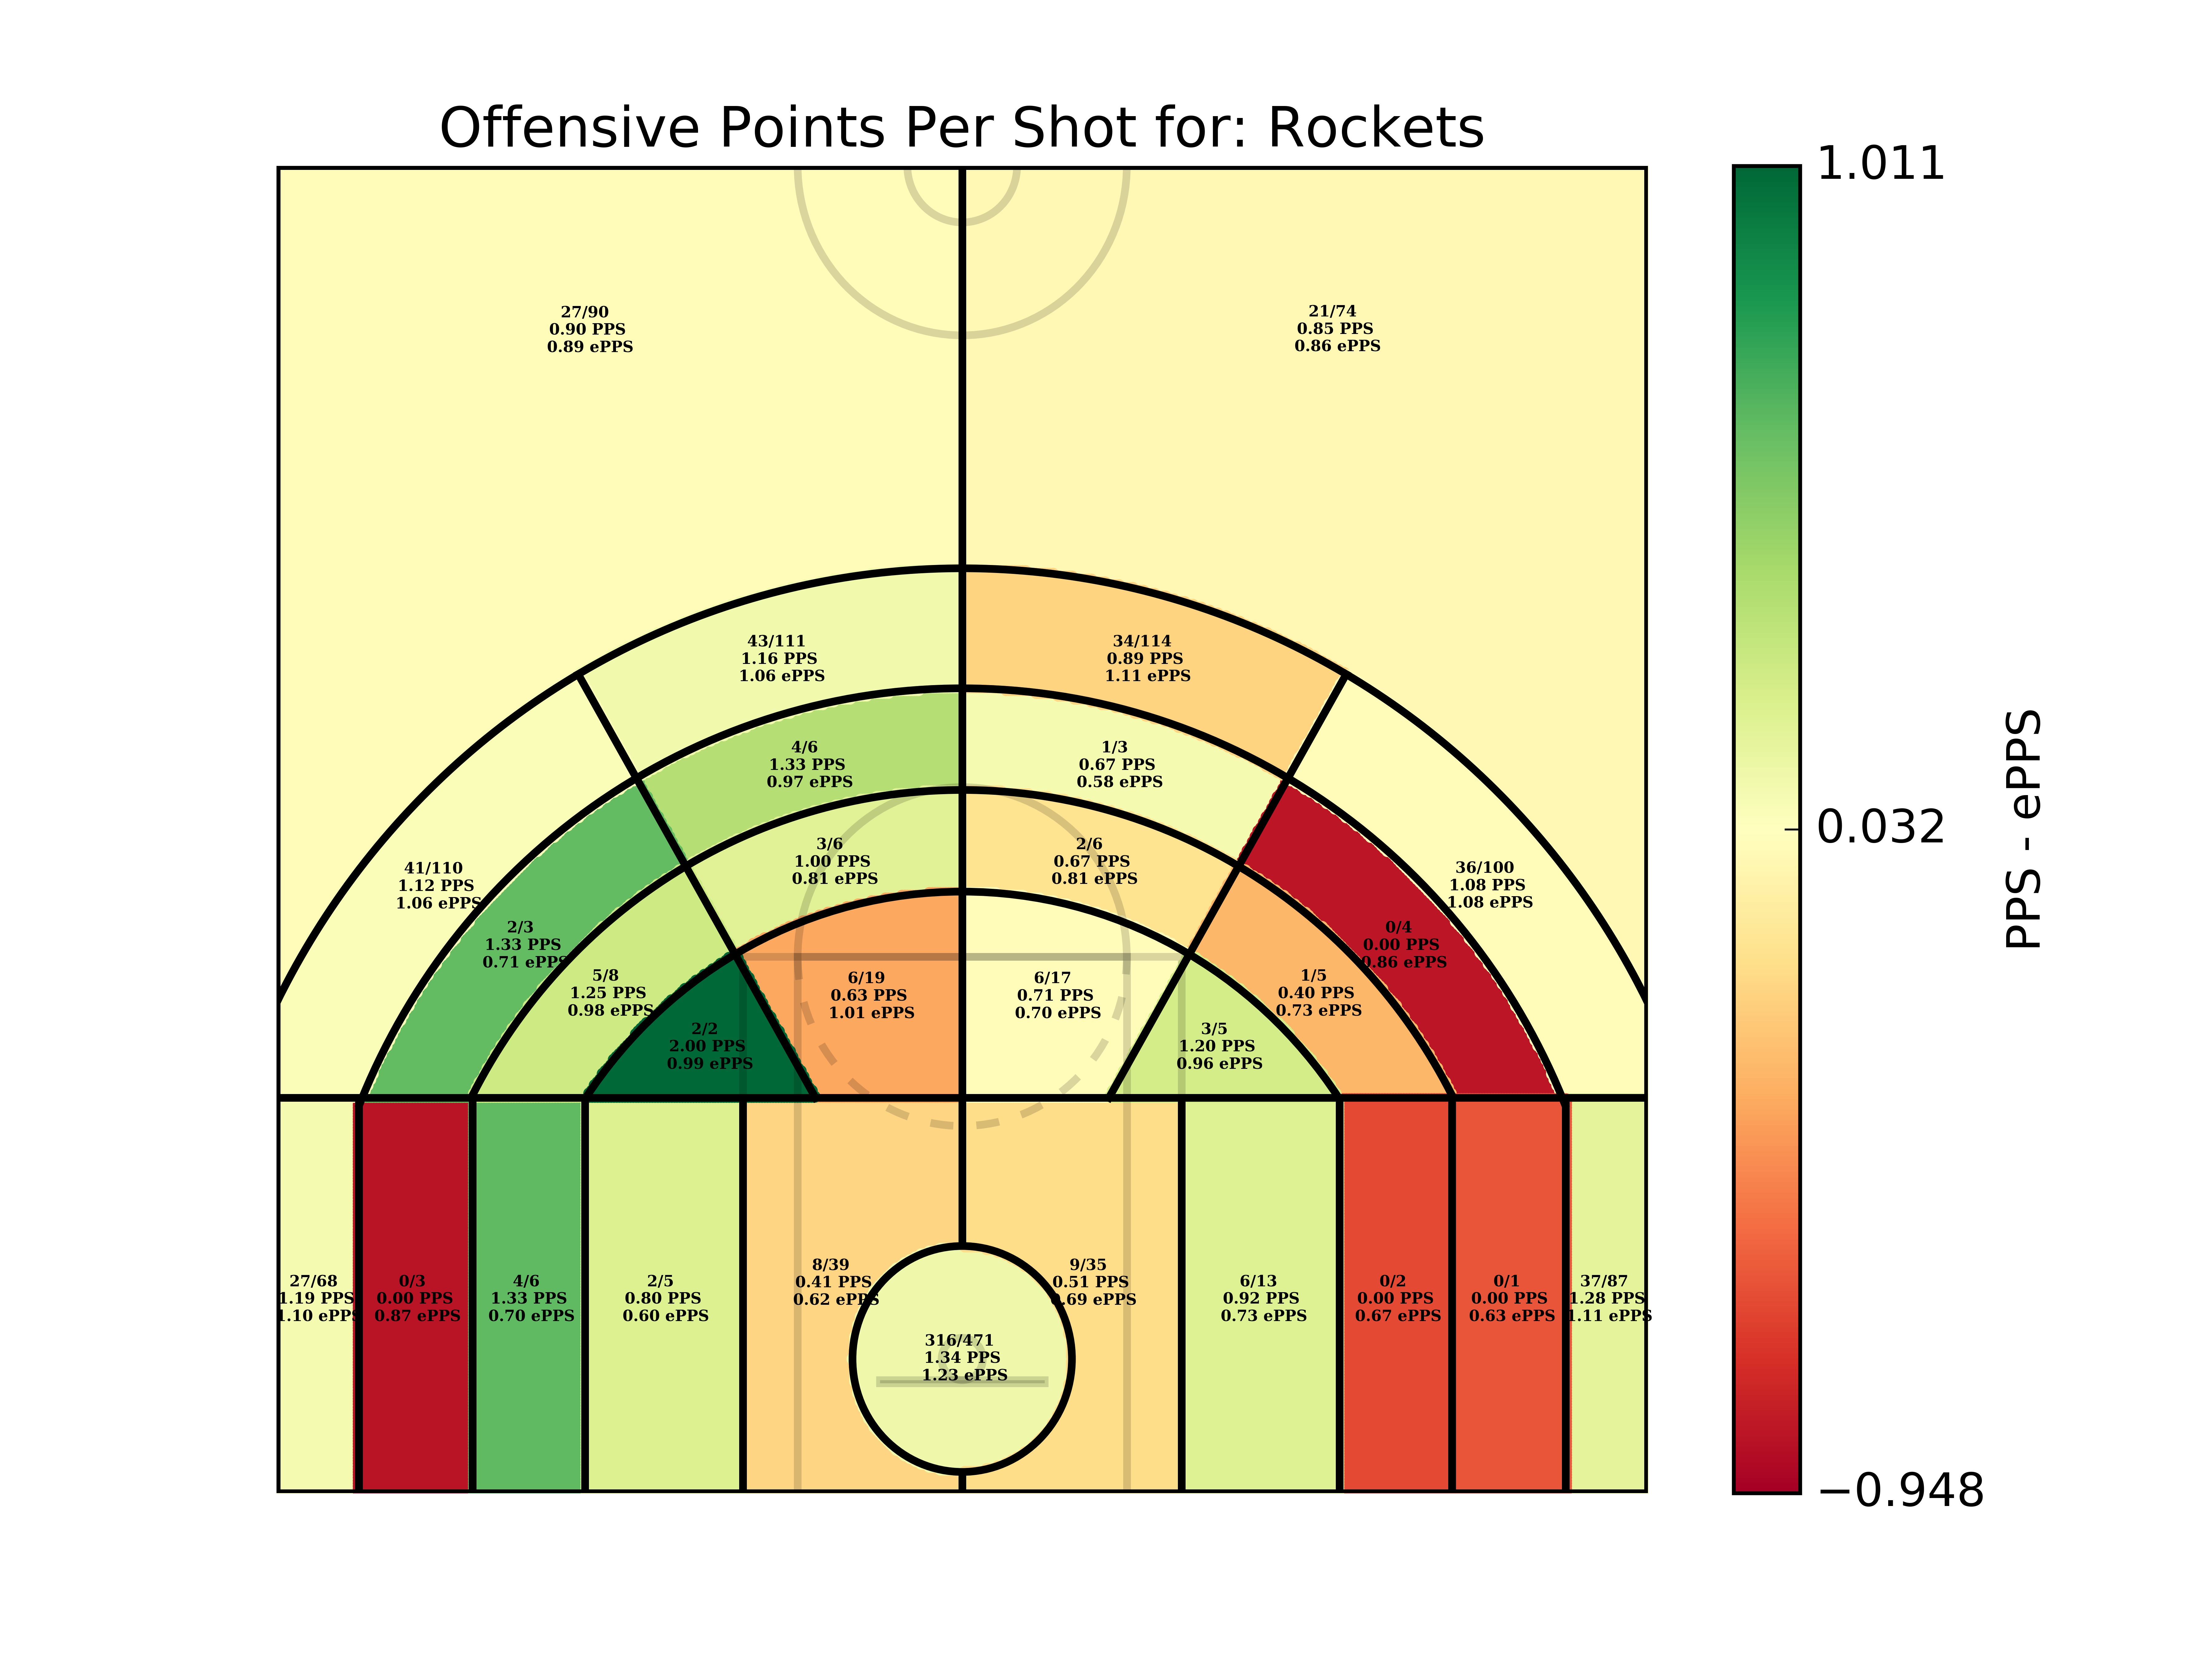 Offensive Points Per Shot for: Rockets
27/90
0.90 PPS
0.89 ePPS
21/74
0.85 PPS
0.86 ePPS
43/111
1.16 PPS
1.06 ePPS
34/114
0.89 PPS
1.11 ePPS
4/6
1.33 PPS
0.97 ePPS
1/3
0.67 PPS
0.58 ePPS
3/6
1.00 PPS
0.81 ePPS
2/6
0.67 PPS
0.81 ePPS
41/110
1.12 PPS
1.06 ePPS
36/100
1.08 PPS
1.08 ePPS
2/3
1.33 PPS
0.71 ePPS
0/4
0.00 PPS
0.86 ePPS
5/8
1.25 PPS
0.98 ePPS
6/19
0.63 PPS
1.01 ePPS
6/17
0.71 PPS
0.70 ePPS
1/5
0.40 PPS
0.73 ePPS
2/2
2.00 PPS
0.99 ePPS
3/5
1.20 PPS
0.96 ePPS
27/68
1.19 PPS
1.10 ePPS
0/3
0.00 PPS
0.87 ePPS
4/6
1.33 PPS
0.70 ePPS
2/5
0.80 PPS
0.60 ePPS
8/39
0.41 PPS
0.62 ePPS
9/35
0.51 PPS
0.69 ePPS
6/13
0.92 PPS
0.73 ePPS
0/2
0.00 PPS
0.67 ePPS
0/1
0.00 PPS
0.63 ePPS
37/87
1.28 PPS
1.11 ePPS
316/471
1.34 PPS
1.23 ePPS
1.011
0.032
−0.948
PPS - ePPS